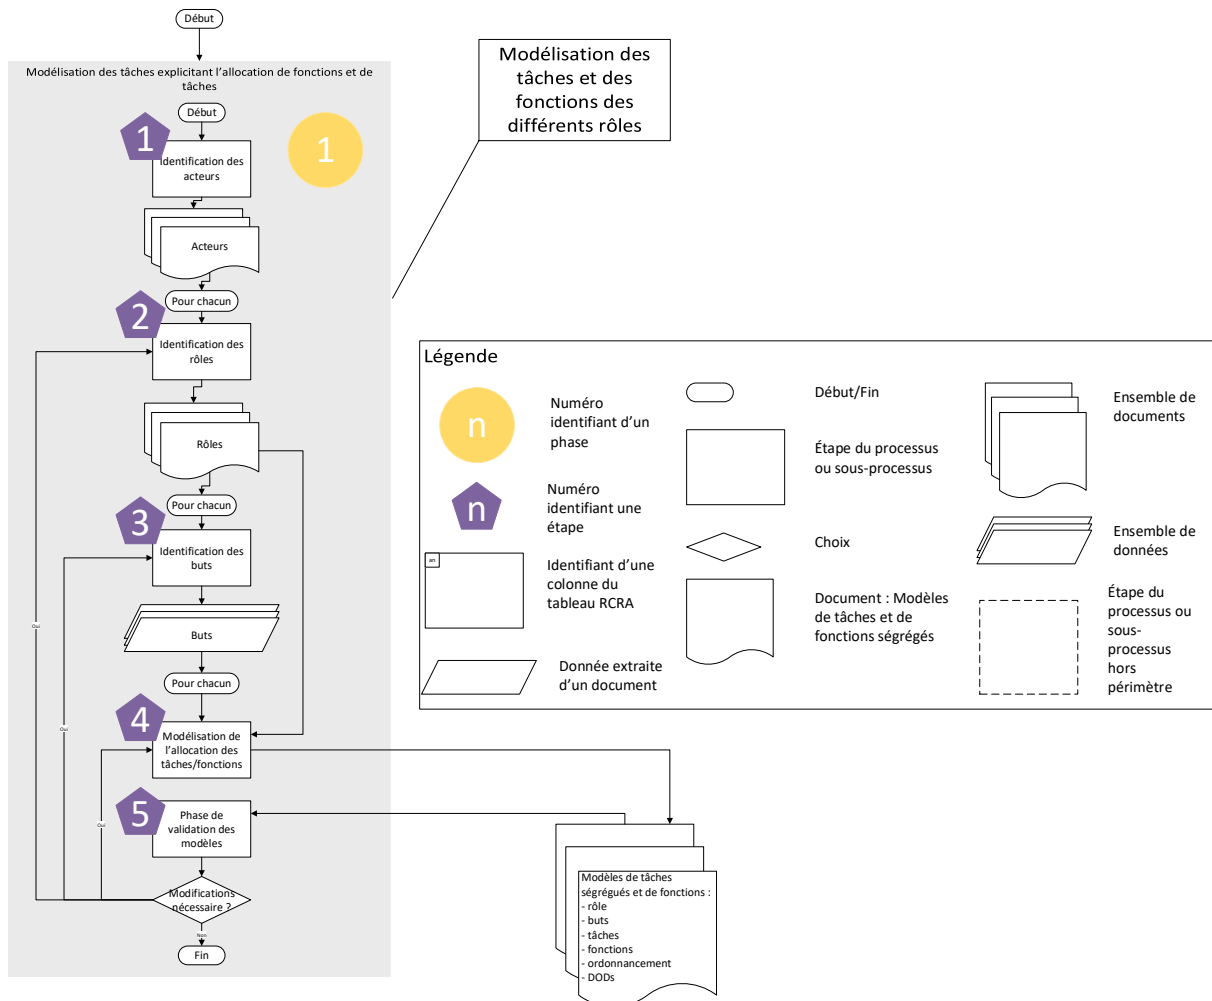 Début
Modélisation des tâches explicitant l'allocation de fonctions et de
tâches
Début
1
1
Identification des
acteurs
Acteurs
Pour chacun
2
Identification des
rôles
Rôles
Pour chacun
3
Identification des
buts
Oui
Buts
Pour chacun
4
Oui
Modélisation de
l'allocation des
tâches/fonctions
5
Oui
Phase de
validation des
modèles
Modifications
nécessaire ?
Non
Fin
Modélisation des
tâches et des
fonctions des
différents rôles
Légende
n
Numéro
identifiant d'un
phase
n
Numéro
identifiant une
étape
an
Identifiant d'une
colonne du
tableau RCRA
Donnée extraite
d'un document
Début/Fin
Étape du processus
ou sous-processus
Choix
Document : Modèles
de tâches et de
fonctions ségrégés
Ensemble de
documents
Ensemble de
données
Étape du
processus ou
sous-
processus
hors
périmètre
Modèles de tâches
ségrégués et de fonctions :
- rôle
- buts
- tâches
- fonctions
- ordonnancement
- DODs